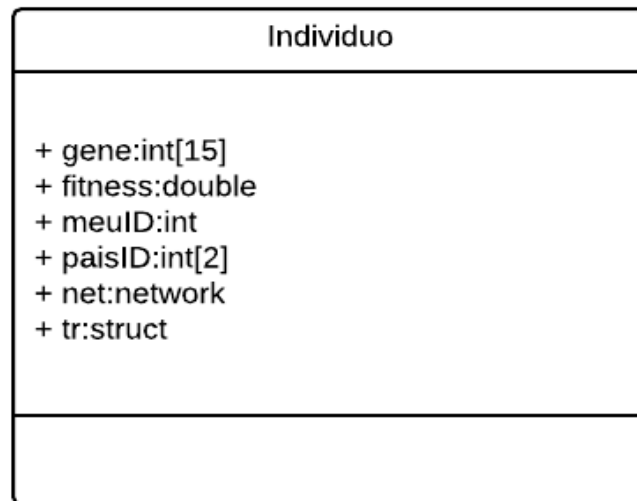 Individuo
+ gene:int[15]
+ fitness:double
+ meuID:int
+ paisID:int[2]
+ net:network
+ tr:struct